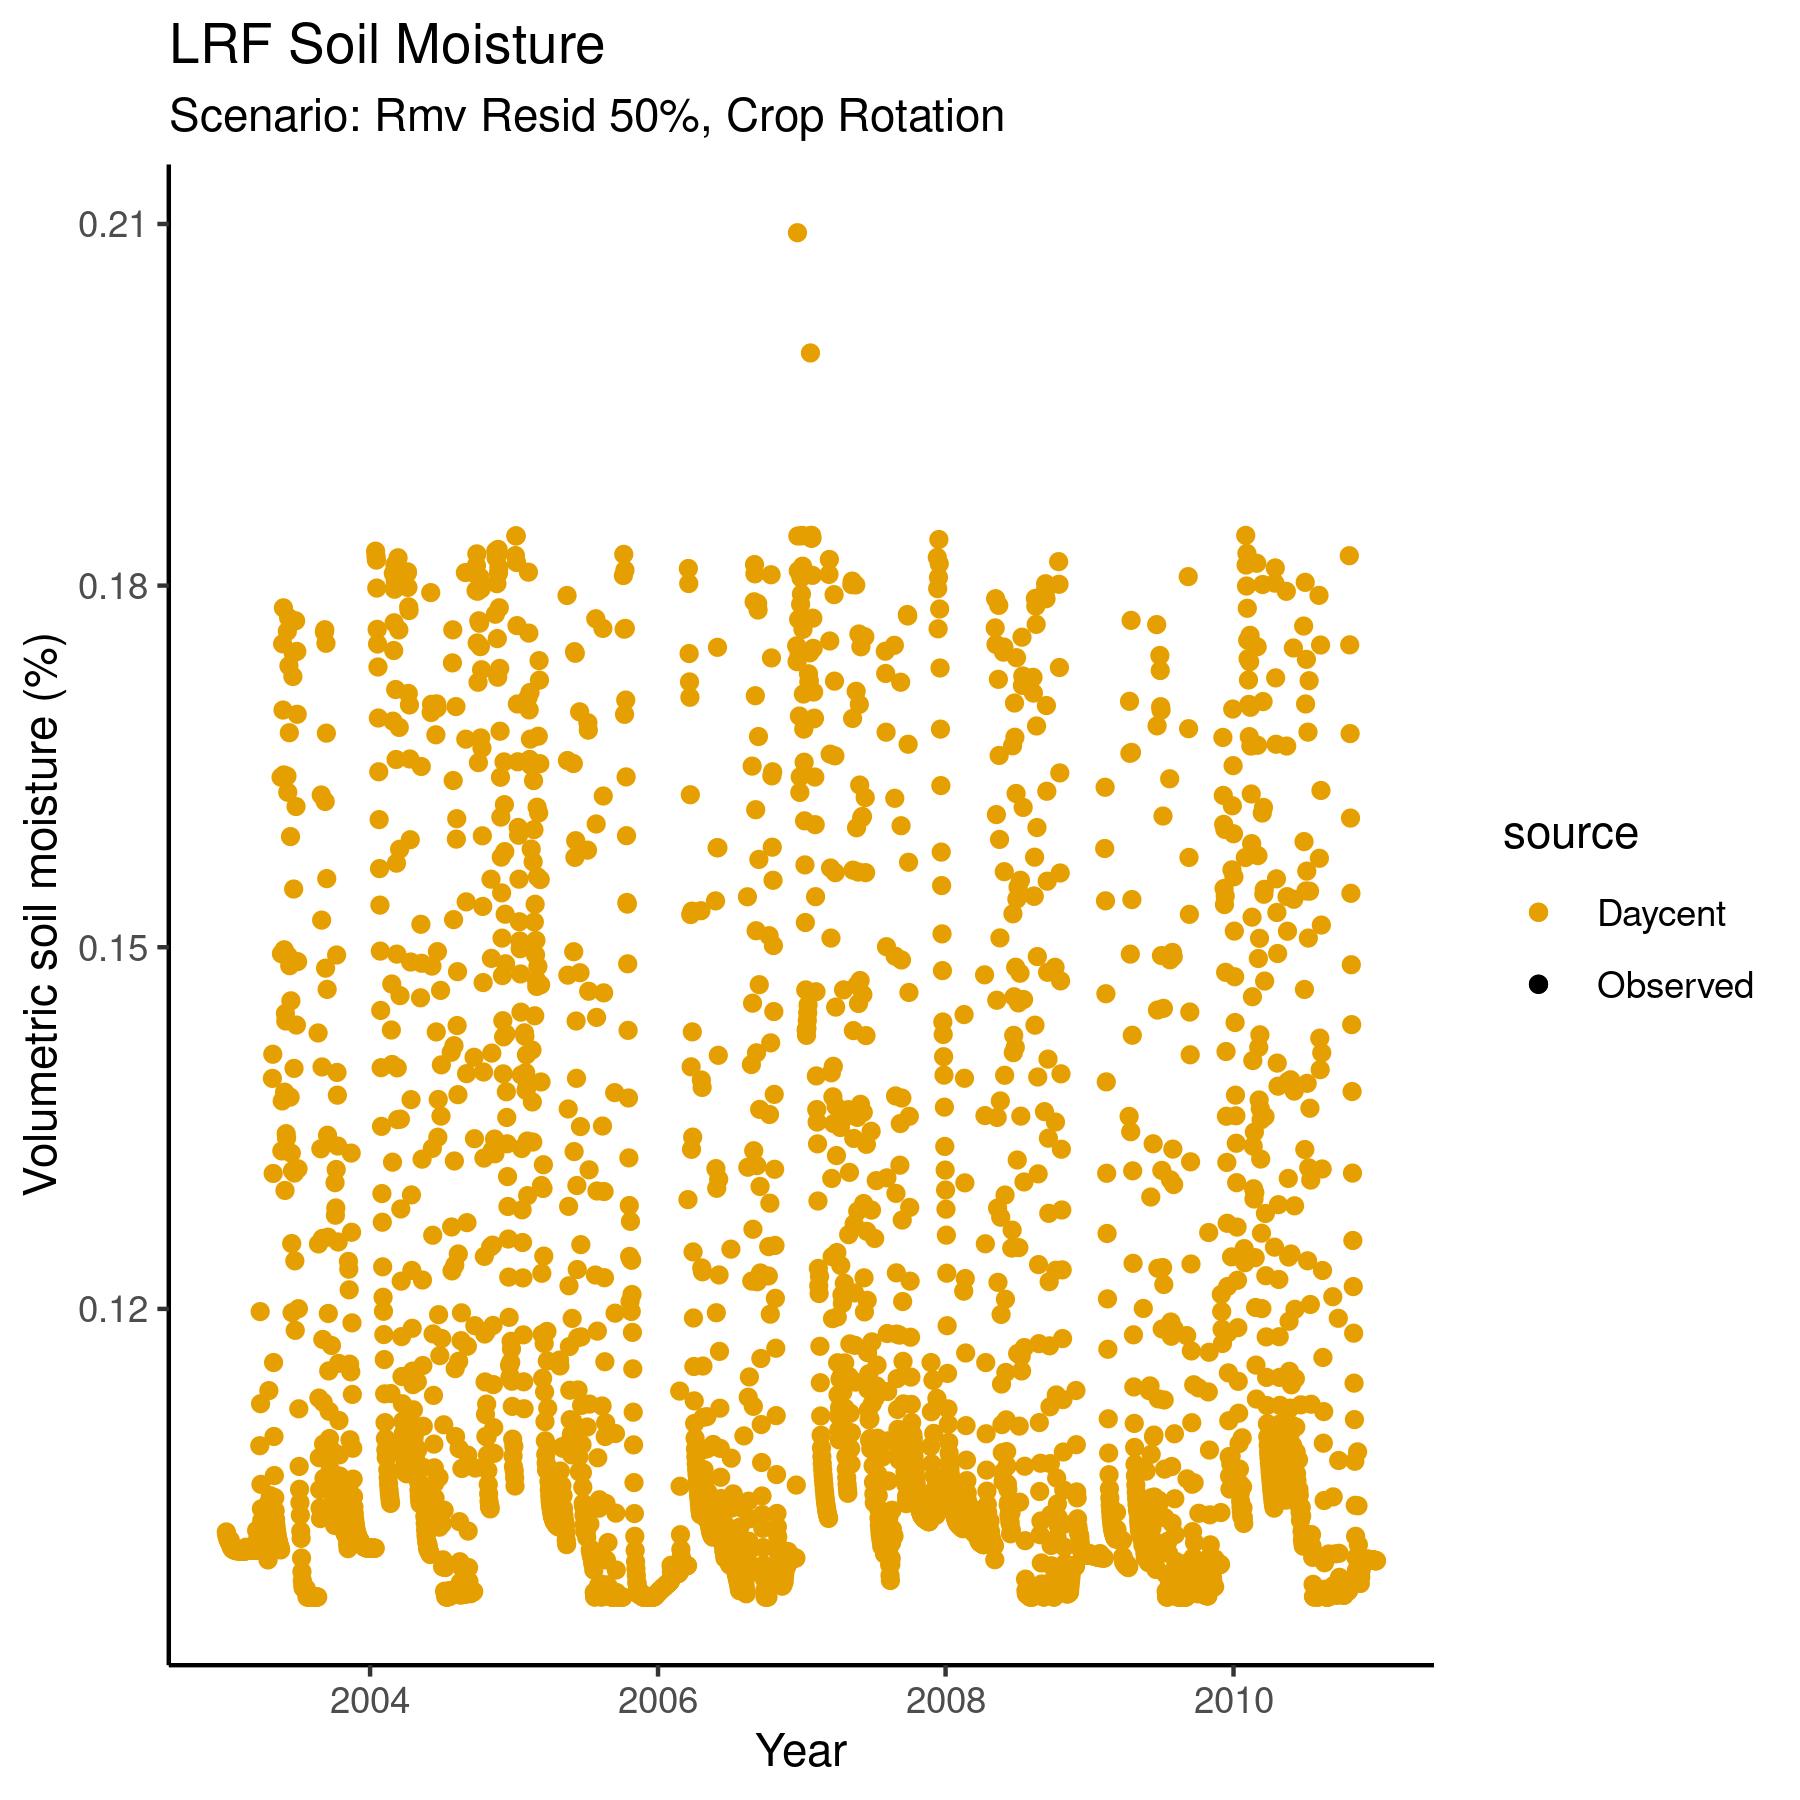 LRF Soil Moisture
Scenario: Rmv Resid 50%, Crop Rotation
0.21
0.18
0.15
0.12
Volumetric soil moisture (%)
2004
2006
2008
2010
Year
source
Daycent
Observed